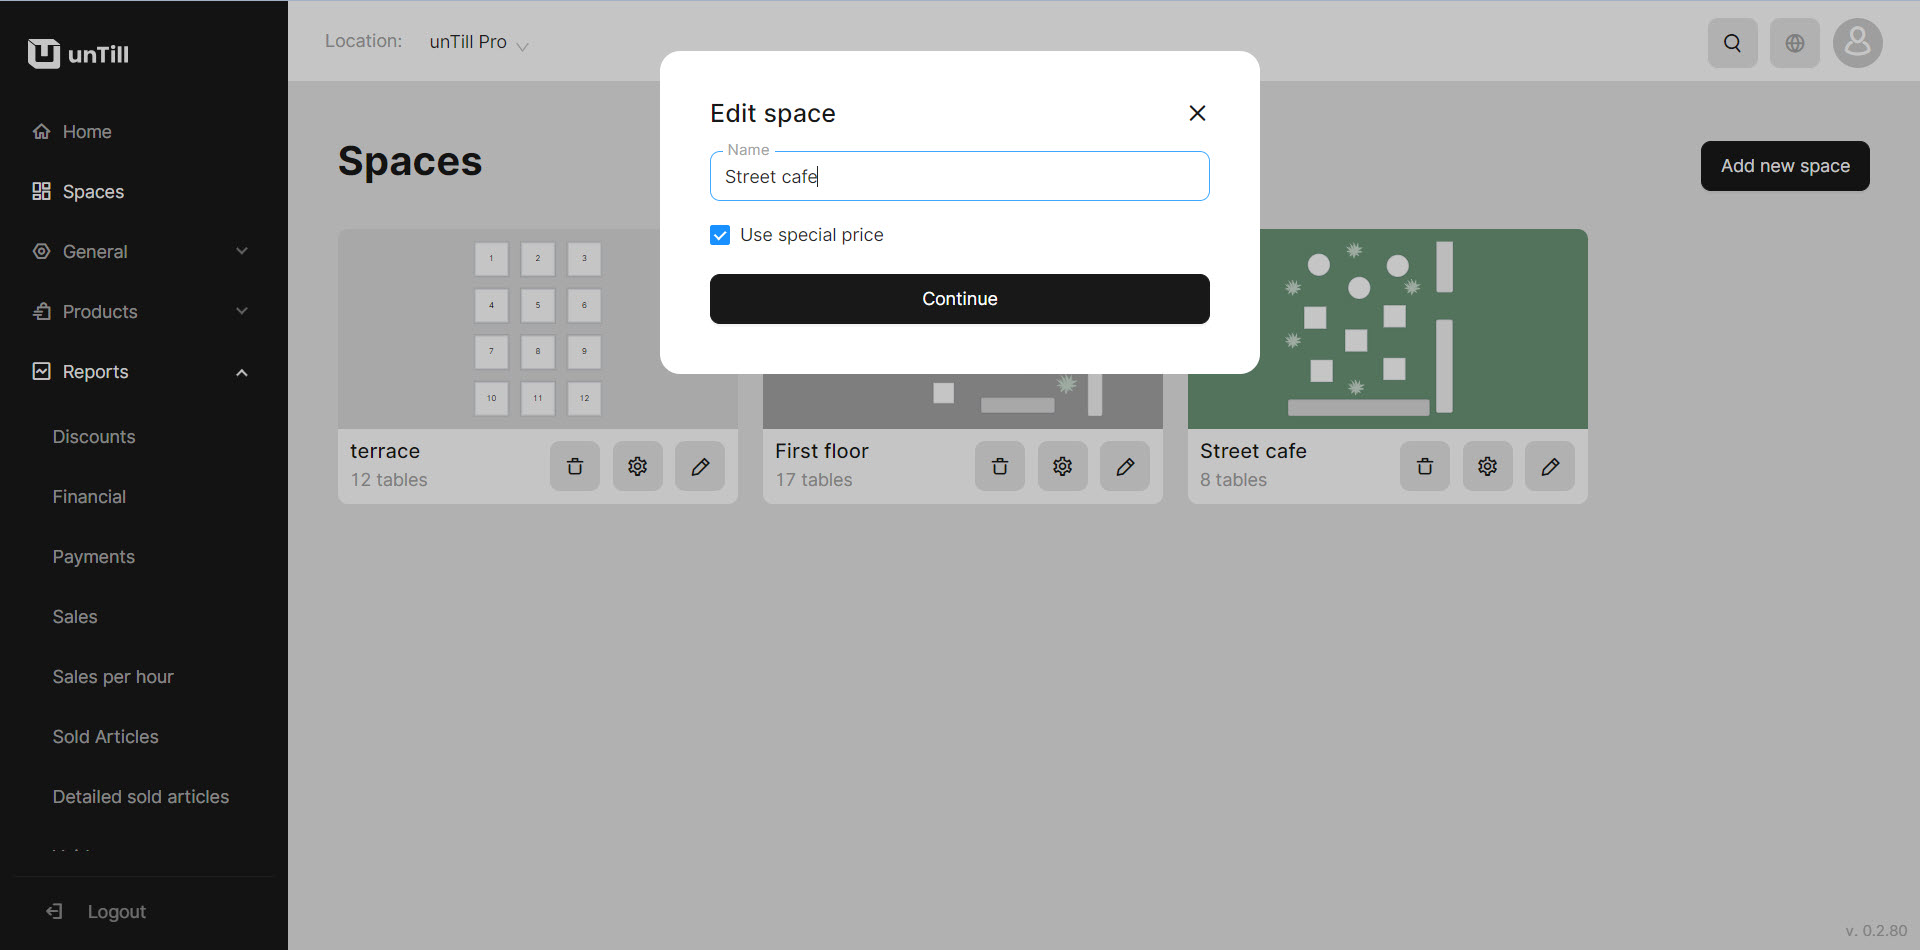 unTill
Home
Spaces
General
Products
Reports
Discounts
Financial
Payments
Sales
Sales per hour
Sold Articles
Detailed sold articles
Logout
Location: unTill Pro
Spaces
Add new space
Edit space
Name
Street cafe
Use special price
Continue
1 2 3
4 5 6
7 8 9
10 11 12
terrace
12 tables
First floor
17 tables
Street cafe
8 tables
v. 0.2.80